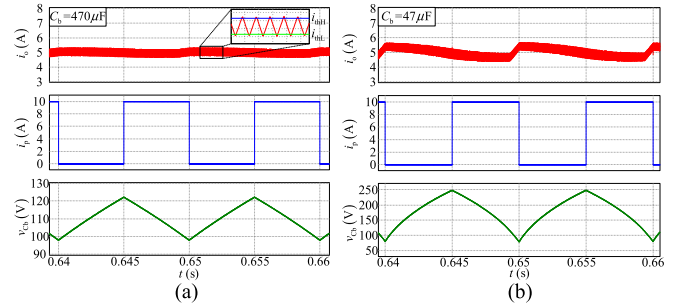 C_b=470μF
i_thH
i_thL
8
7
6
5
4
3
i_o (A)
10
8
6
4
2
0
i_p (A)
130
120
110
100
90
v_Cb (V)
0.64 0.645 0.65 0.655 0.66
t (s)
(a)
C_b=47μF
8
7
6
5
4
3
i_o (A)
10
8
6
4
2
0
i_p (A)
250
200
150
100
50
v_Cb (V)
0.64 0.645 0.65 0.655 0.66
t (s)
(b)